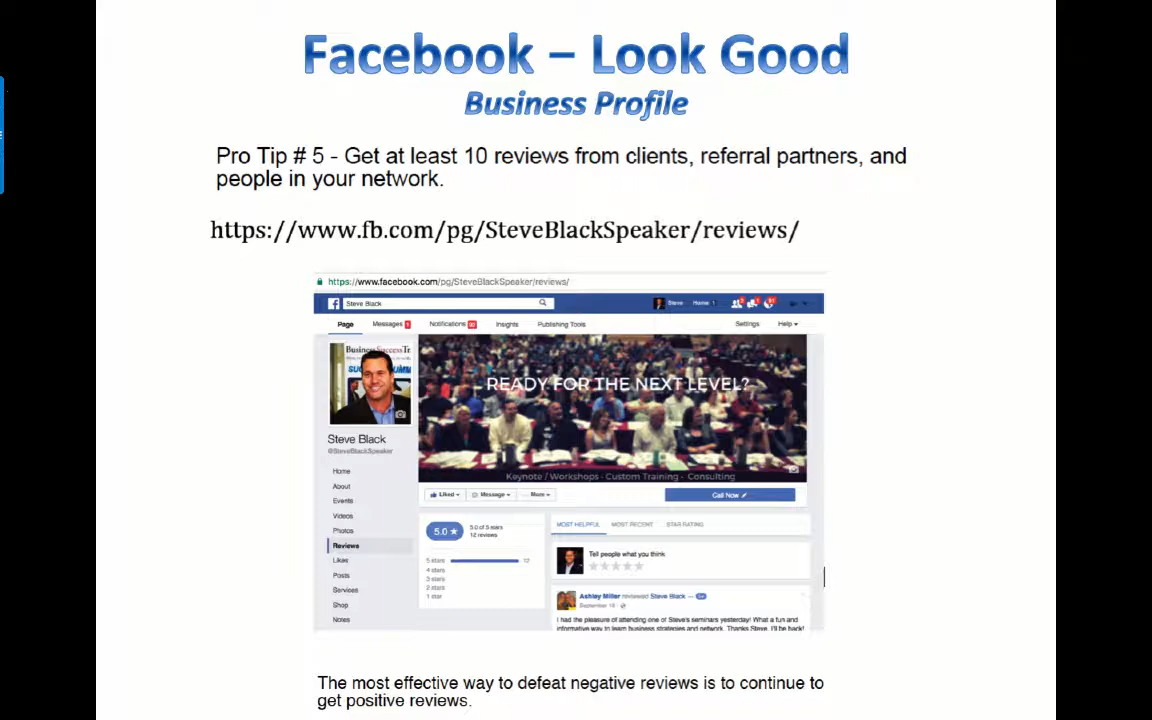 Facebook – Look Good
Business Profile
Pro Tip # 5 - Get at least 10 reviews from clients, referral partners, and
people in your network.
https://www.fb.com/pg/SteveBlackSpeaker/reviews/
https://www.facebook.com/pg/SteveBlackSpeaker/reviews/
Steve Black
Steve Home
Page Messages 1 Notifications Insights Publishing Tools Settings Help
READY FOR THE NEXT LEVEL?
Steve Black
@SteveBlackSpeaker
Keynote / Workshops - Custom Training - Consulting
Home
About
Events
Videos
Photos
Reviews
Likes
Posts
Services
Shop
Notes
Liked Message More Call Now
5.0 ★ 5.0 of 5 stars
12 reviews
5 stars 12
4 stars
3 stars
2 stars
1 star
MOST HELPFUL MOST RECENT STAR RATING
Tell people what you think
Ashley Miller reviewed Steve Black —
September
I had the pleasure of attending one of Steve's seminars yesterday! What a fun and
informative way to learn business strategies and network. Thanks Steve, I'll be back!
The most effective way to defeat negative reviews is to continue to
get positive reviews.